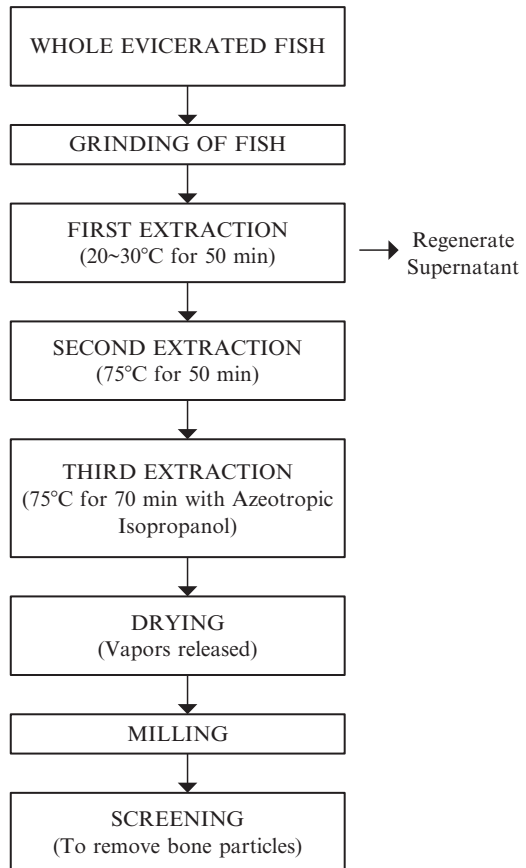 WHOLE EVICERATED FISH
GRINDING OF FISH
FIRST EXTRACTION
(20~30°C for 50 min)
Regenerate
Supernatant
SECOND EXTRACTION
(75°C for 50 min)
THIRD EXTRACTION
(75°C for 70 min with Azeotropic
Isopropanol)
DRYING
(Vapors released)
MILLING
SCREENING
(To remove bone particles)